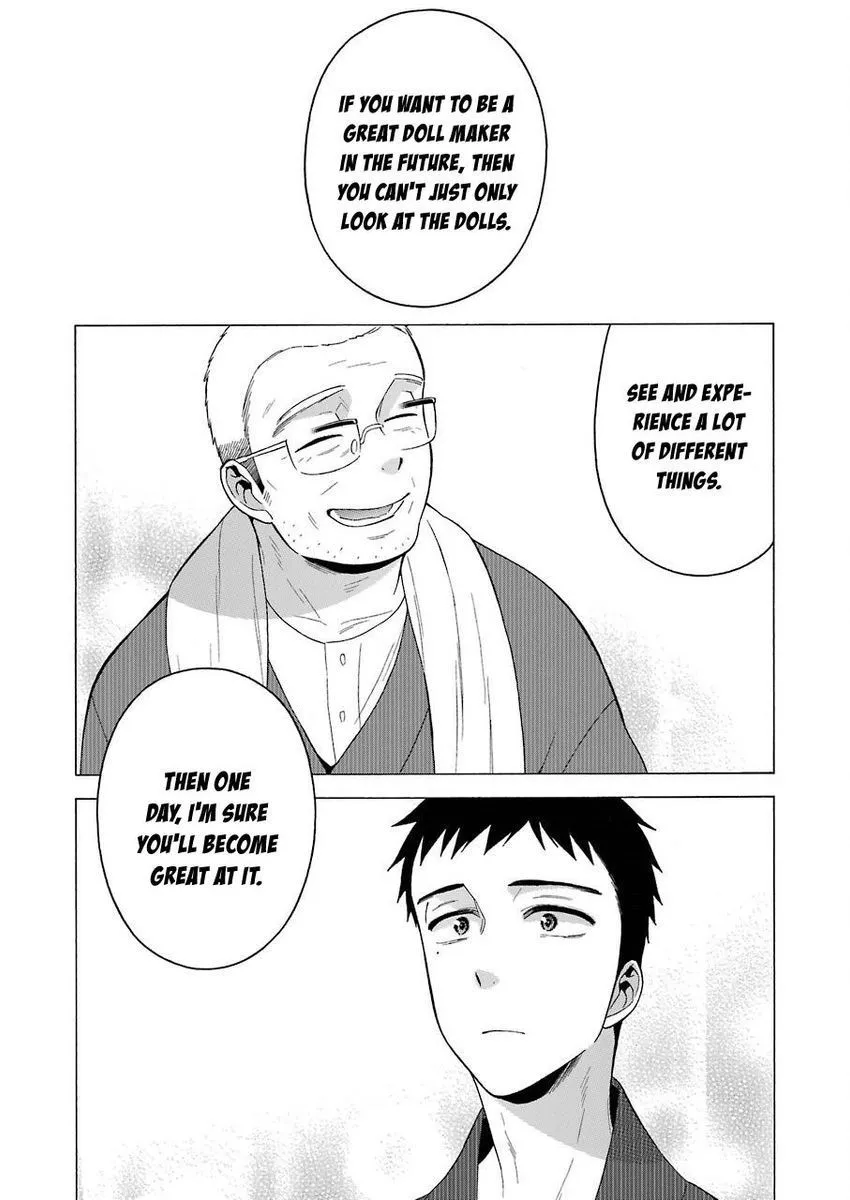 IF YOU WANT TO BE A
GREAT DOLL MAKER
IN THE FUTURE, THEN
YOU CAN'T JUST ONLY
LOOK AT THE DOLLS.
SEE AND EXPE-
RIENCE A LOT
OF DIFFERENT
THINGS.
THEN ONE
DAY, I'M SURE
YOU'LL BECOME
GREAT AT IT.